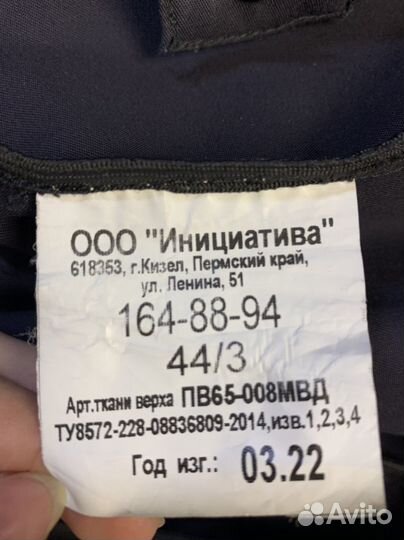 ООО "Инициатива"
618353, г.Кизел, Пермский край,
ул. Ленина, 51
164-88-94
44/3
Арт.ткани верха ПВ65-008МВД
ТУ8572-228-08836809-2014,изв.1,2,3,4
Год изг.: 03.22
Avito